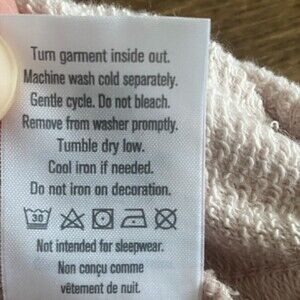 Turn garment inside out.
Machine wash cold separately.
Gentle cycle. Do not bleach.
Remove from washer promptly.
Tumble dry low.
Cool iron if needed.
Do not iron on decoration.
30
Not intended for sleepwear.
Non conçu comme
vêtement de nuit.